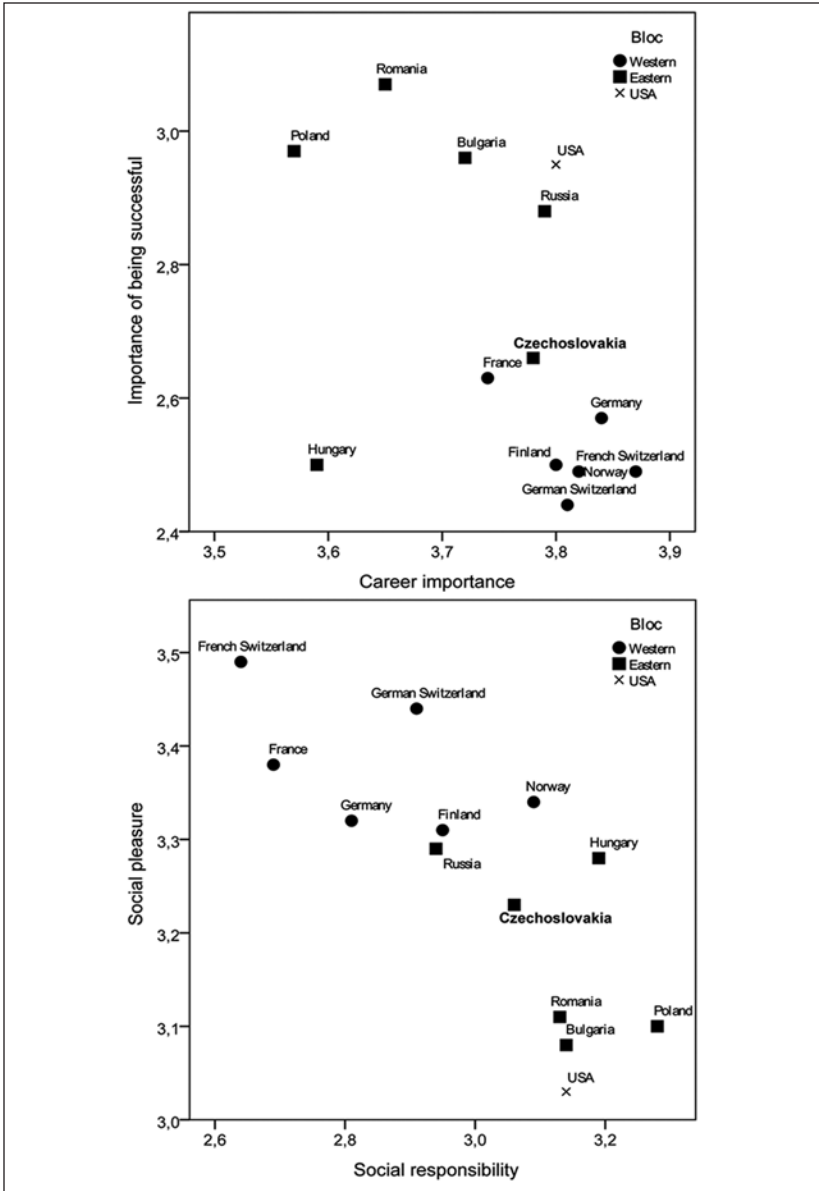 Bloc
Western
Eastern
USA
Romania
3,0
Poland
Bulgaria
USA
Russia
Importance of being successful
2,8
Czechoslovakia
France
2,6
Germany
Hungary
Finland
French Switzerland
Norway
German Switzerland
2,4
3,5 3,6 3,7 3,8 3,9
Career importance
Bloc
Western
Eastern
USA
French Switzerland
3,5
German Switzerland
3,4
France
Germany
Finland
Norway
3,3
Russia
Hungary
Social pleasure
Czechoslovakia
3,2
Romania
Poland
3,1
Bulgaria
USA
3,0
2,6 2,8 3,0 3,2
Social responsibility